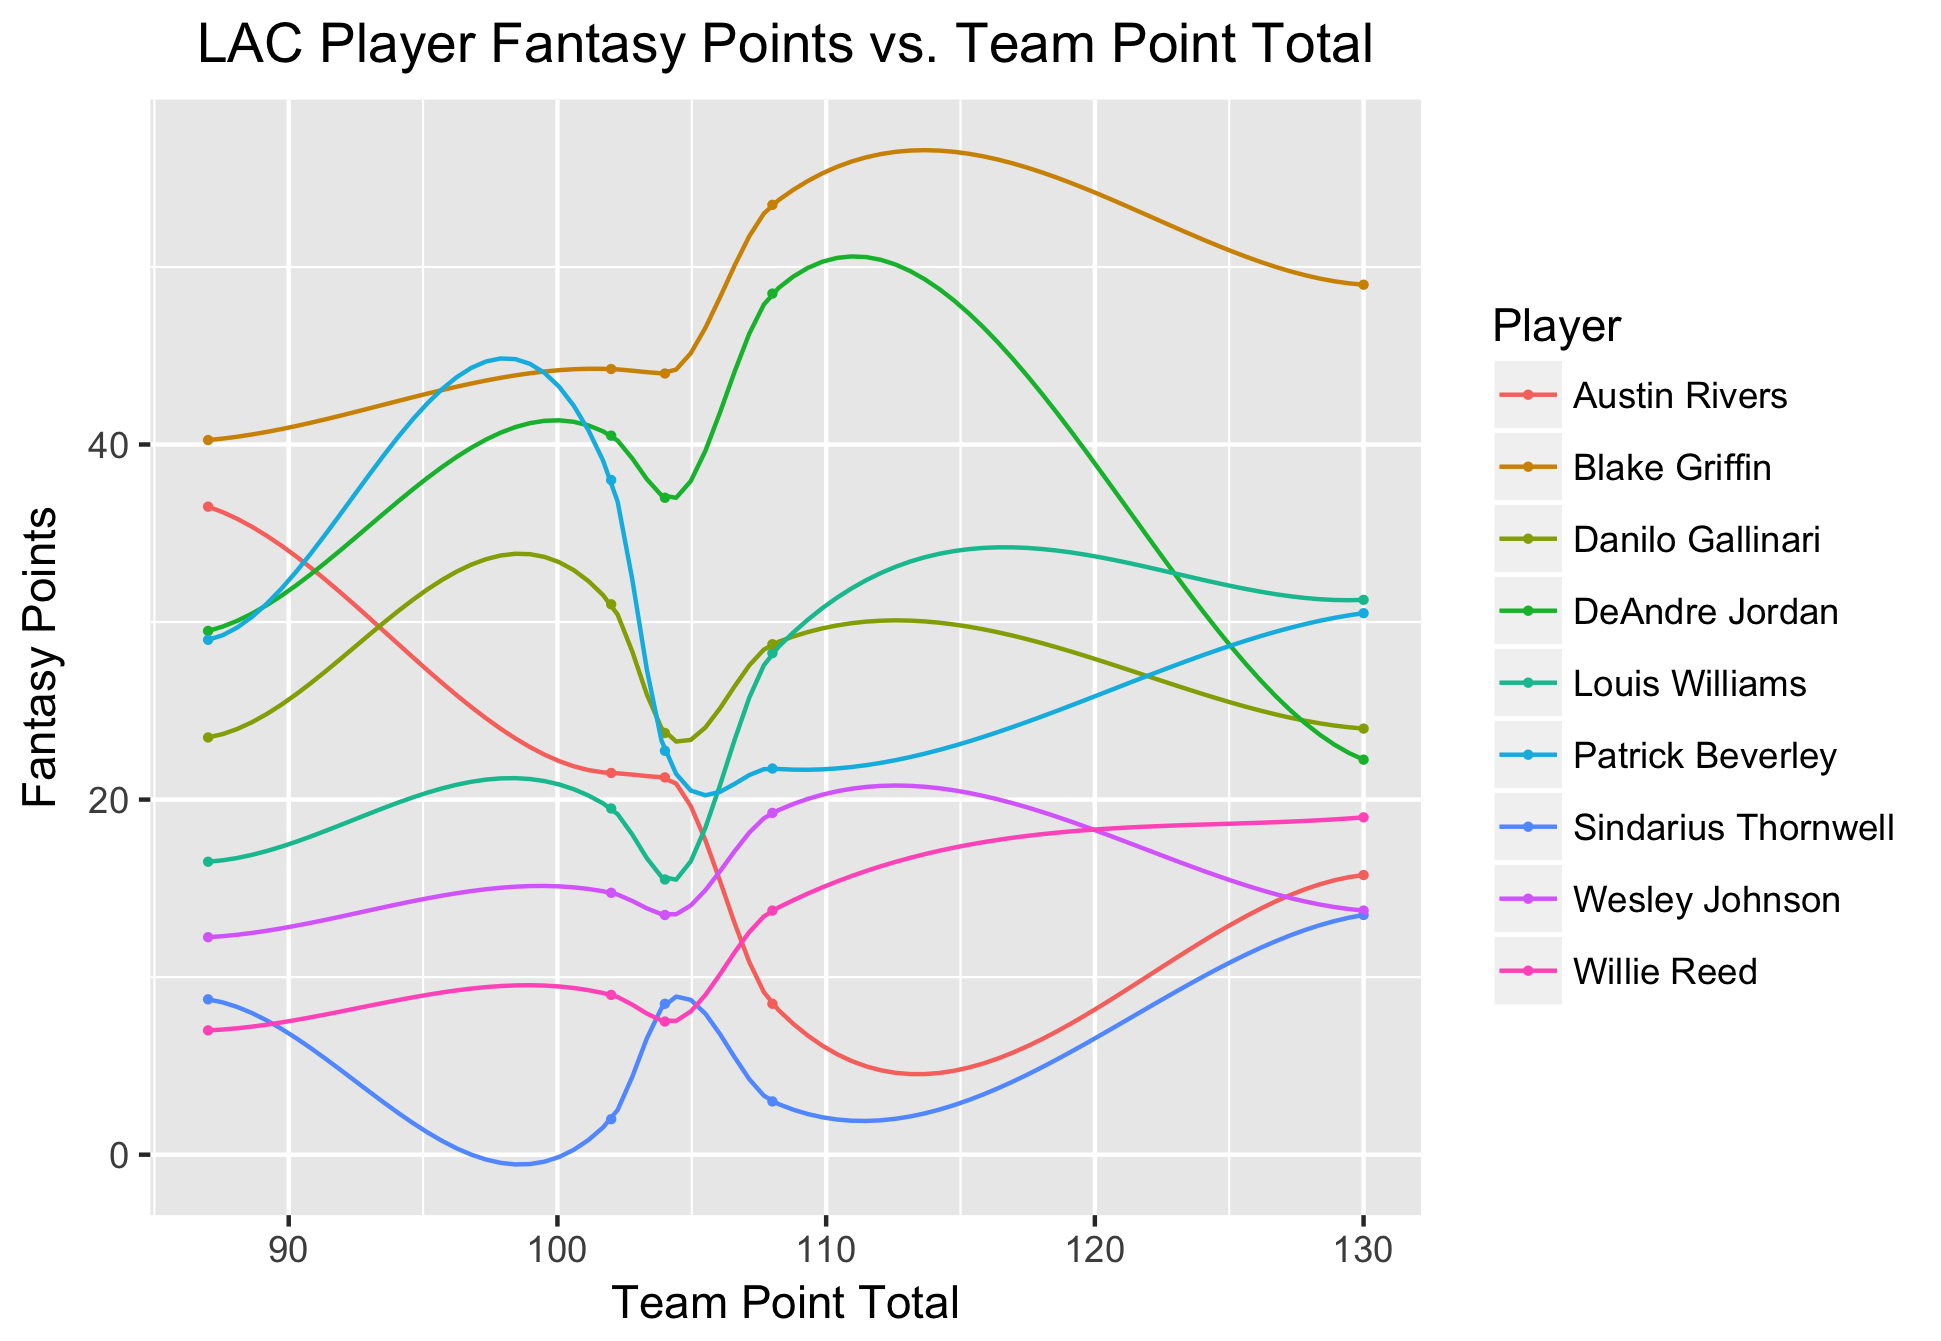 LAC Player Fantasy Points vs. Team Point Total
Fantasy Points
40
20
0
90 100 110 120 130
Team Point Total
Player
Austin Rivers
Blake Griffin
Danilo Gallinari
DeAndre Jordan
Louis Williams
Patrick Beverley
Sindarius Thornwell
Wesley Johnson
Willie Reed